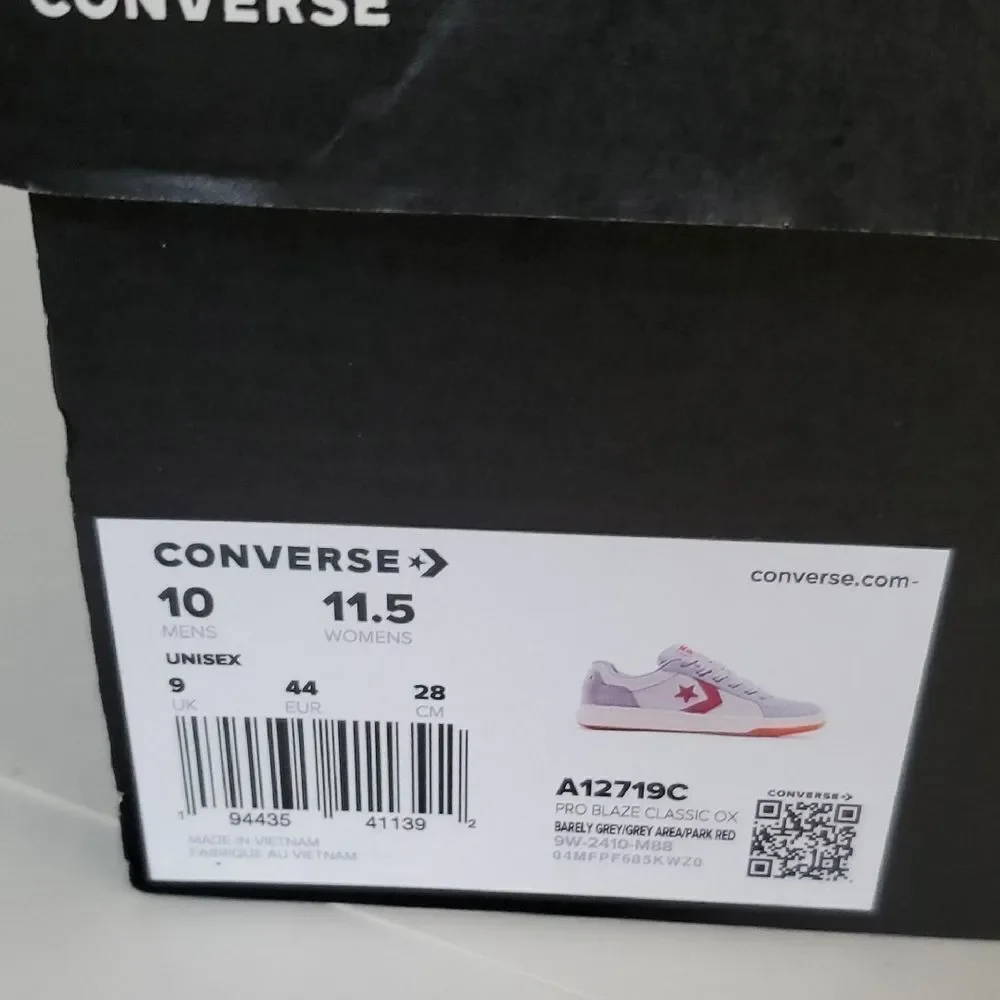 CONVERSE
CONVERSE
converse.com
10 11.5
MENS WOMENS
UNISEX
9 44 28
UK EUR CM
1 94435 41139 2
MADE IN VIETNAM
FABRIQUE AU VIETNAM
A12719C
PRO BLAZE CLASSIC OX
BARELY GREY/GREY AREA/PARK RED
9W-2410-M88
04MFPF685KWZ0
CONVERSE